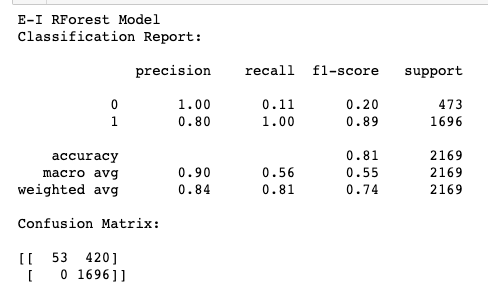 E-I RForest Model
Classification Report:
precision recall f1-score support
0 1.00 0.11 0.20 473
1 0.80 1.00 0.89 1696
accuracy 0.81 2169
macro avg 0.90 0.56 0.55 2169
weighted avg 0.84 0.81 0.74 2169
Confusion Matrix:
[[ 53 420]
[ 0 1696]]